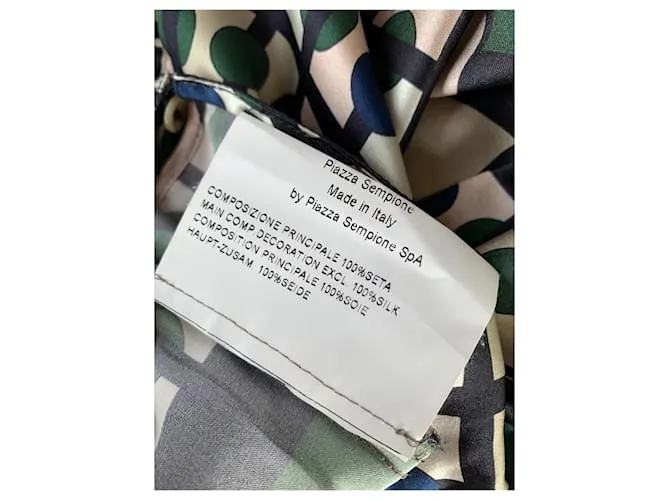 Piazza Sempione
Made in Italy
by Piazza Sempione SpA
COMPOSIZIONE PRINCIPALE 100%SETA
MAIN COMP DECORATION EXCL. 100%SILK
COMPOSITION PRINCIPALE 100%SOIE
HAUPT-ZUSAM. 100%SEIDE